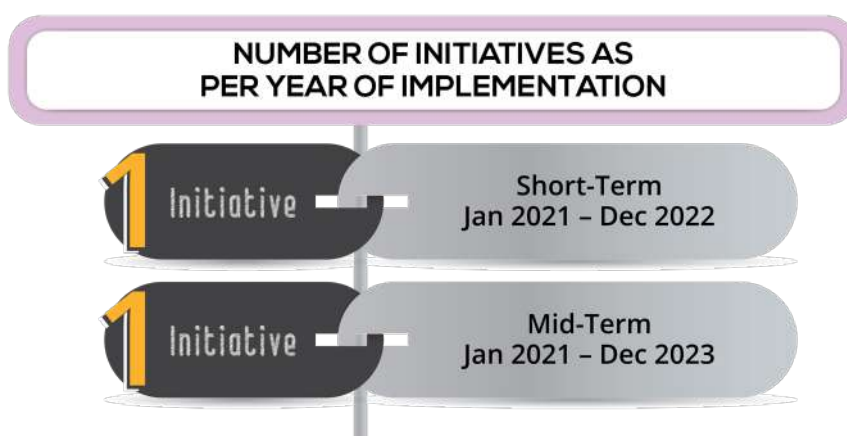 NUMBER OF INITIATIVES AS
PER YEAR OF IMPLEMENTATION
1 Initiative
Short-Term
Jan 2021 – Dec 2022
1 Initiative
Mid-Term
Jan 2021 – Dec 2023